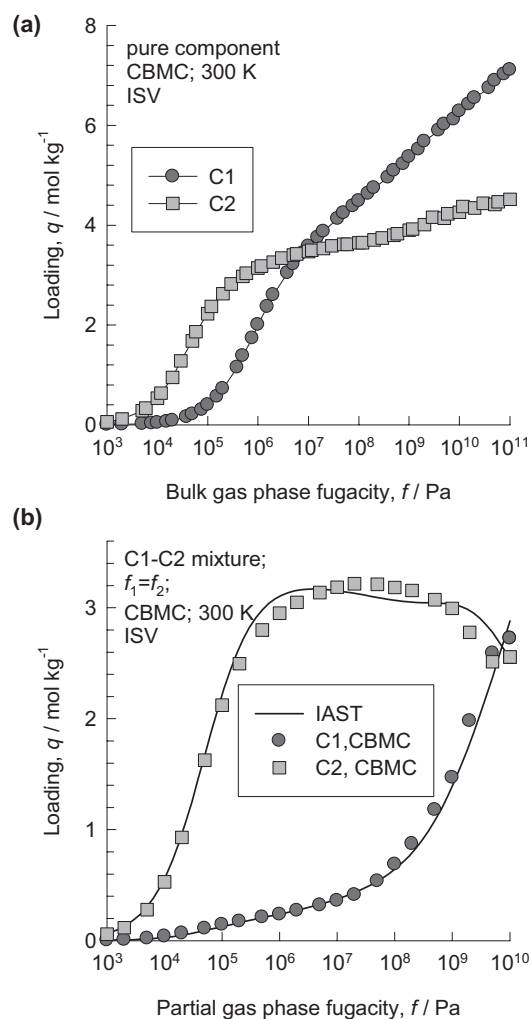 (a)
pure component
CBMC; 300 K
ISV
C1
C2
Loading, q / mol kg⁻¹
8
6
4
2
0
10³ 10⁴ 10⁵ 10⁶ 10⁷ 10⁸ 10⁹ 10¹⁰ 10¹¹
Bulk gas phase fugacity, f / Pa
(b)
C1-C2 mixture;
f₁=f₂;
CBMC; 300 K
ISV
IAST
C1,CBMC
C2, CBMC
Loading, q / mol kg⁻¹
3
2
1
0
10³ 10⁴ 10⁵ 10⁶ 10⁷ 10⁸ 10⁹ 10¹⁰
Partial gas phase fugacity, f / Pa